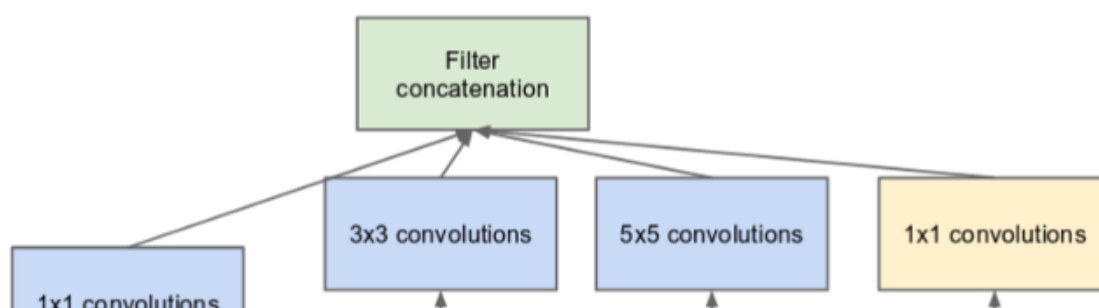 Filter
concatenation
3x3 convolutions
5x5 convolutions
1x1 convolutions
1x1 convolutions